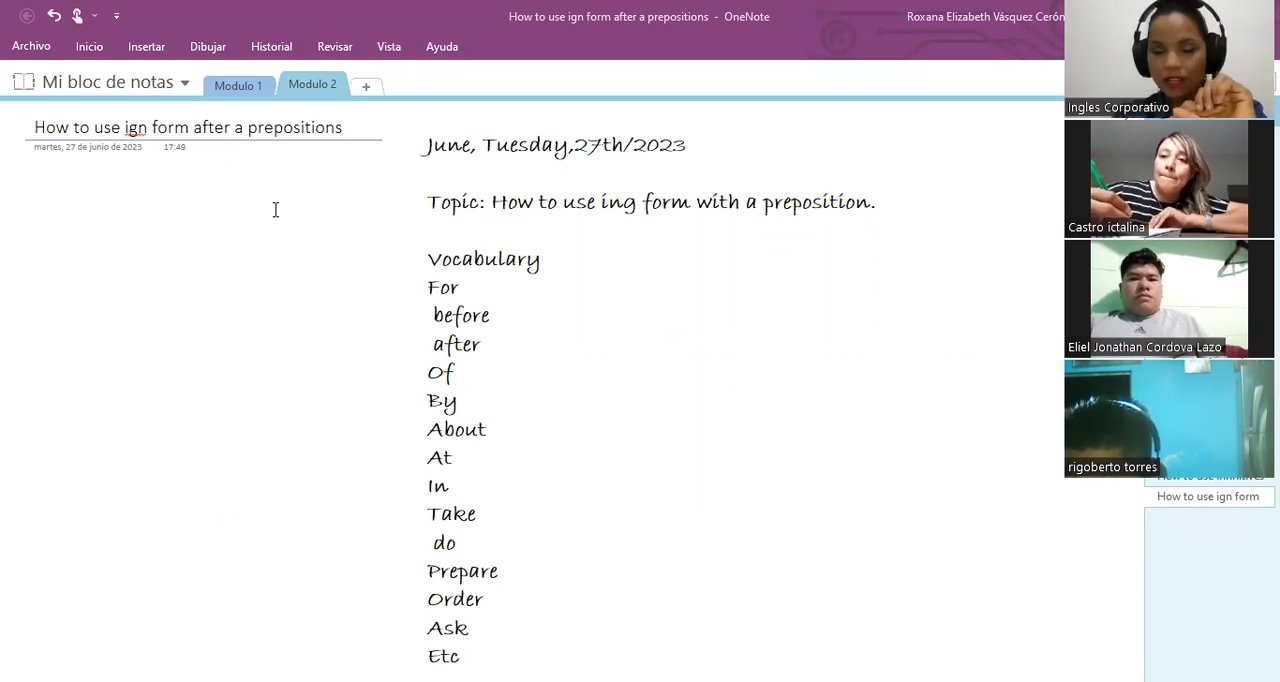 How to use ign form after a prepositions - OneNote
Roxana Elizabeth Vásquez Cerón
Archivo
Inicio
Insertar
Dibujar
Historial
Revisar
Vista
Ayuda
Mi bloc de notas
Modulo 1
Modulo 2
How to use ign form after a prepositions
martes, 27 de junio de 2023
17:49
June, Tuesday,27th/2023
Topic: How to use ing form with a preposition.
Vocabulary
For
before
after
Of
By
About
At
In
Take
do
Prepare
Order
Ask
Etc
Ingles Corporativo
Castro ictalina
Eliel Jonathan Cordova Lazo
rigoberto torres
How to use infinitives
How to use ign form